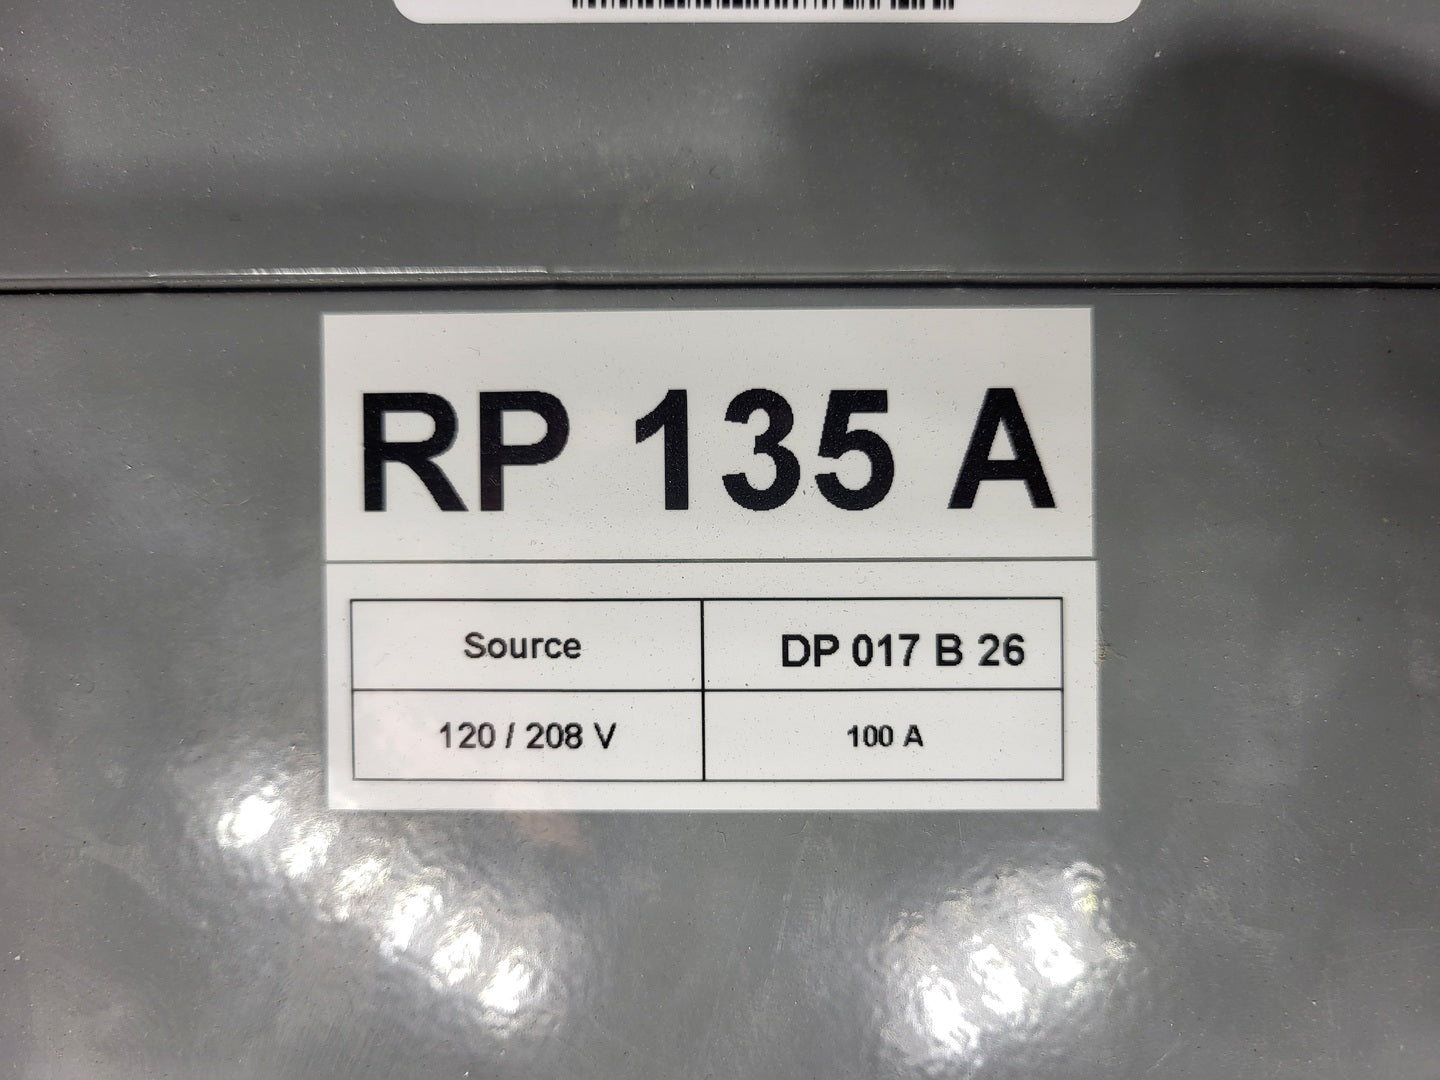 RP 135 A
Source DP 017 B 26
120 / 208 V 100 A